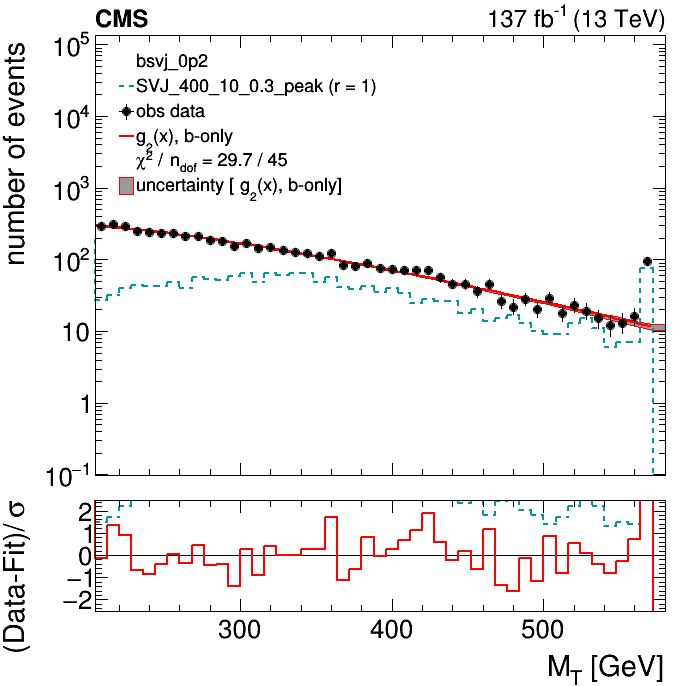 CMS 137 fb⁻¹ (13 TeV)
number of events
10⁵
10⁴
10³
10²
10
1
10⁻¹
bsvj_0p2
SVJ_400_10_0.3_peak (r = 1)
obs data
g₂(x), b-only
χ² / n_dof = 29.7 / 45
uncertainty [ g₂(x), b-only]
(Data-Fit)/ σ
2
1
0
−1
−2
300 400 500
M_T [GeV]